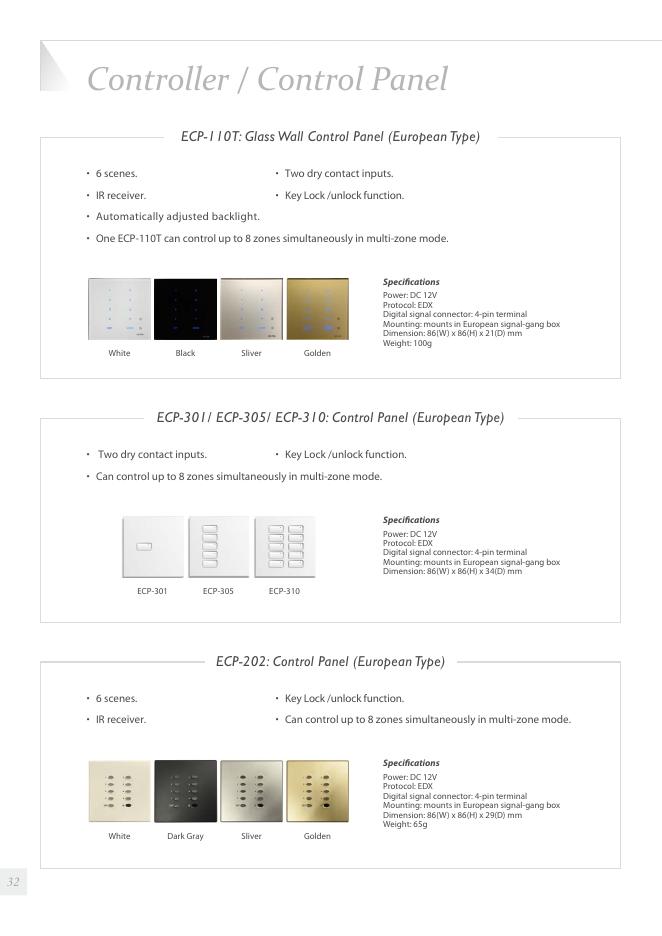 Controller / Control Panel
ECP-110T: Glass Wall Control Panel (European Type)
• 6 scenes.
• Two dry contact inputs.
• IR receiver.
• Key Lock /unlock function.
• Automatically adjusted backlight.
• One ECP-110T can control up to 8 zones simultaneously in multi-zone mode.
Specifications
Power: DC 12V
Protocol: EDX
Digital signal connector: 4-pin terminal
Mounting: mounts in European signal-gang box
Dimension: 86(W) x 86(H) x 21(D) mm
Weight: 100g
White
Black
Sliver
Golden
ECP-301/ ECP-305/ ECP-310: Control Panel (European Type)
• Two dry contact inputs.
• Key Lock /unlock function.
• Can control up to 8 zones simultaneously in multi-zone mode.
Specifications
Power: DC 12V
Protocol: EDX
Digital signal connector: 4-pin terminal
Mounting: mounts in European signal-gang box
Dimension: 86(W) x 86(H) x 34(D) mm
ECP-301
ECP-305
ECP-310
ECP-202: Control Panel (European Type)
• 6 scenes.
• Key Lock /unlock function.
• IR receiver.
• Can control up to 8 zones simultaneously in multi-zone mode.
Specifications
Power: DC 12V
Protocol: EDX
Digital signal connector: 4-pin terminal
Mounting: mounts in European signal-gang box
Dimension: 86(W) x 86(H) x 29(D) mm
Weight: 65g
White
Dark Gray
Sliver
Golden
32